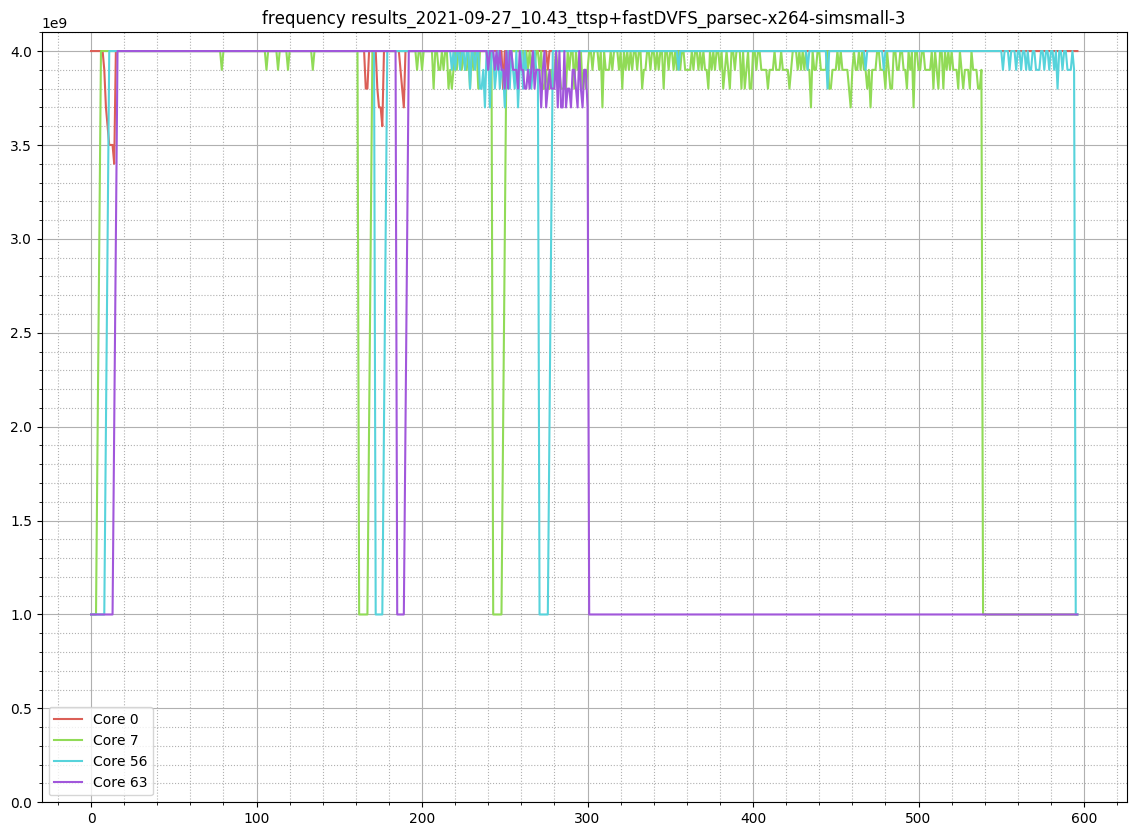 frequency results_2021-09-27_10.43_ttsp+fastDVFS_parsec-x264-simsmall-3
1e9
4.0
3.5
3.0
2.5
2.0
1.5
1.0
0.5
0.0
Core 0
Core 7
Core 56
Core 63
0 100 200 300 400 500 600